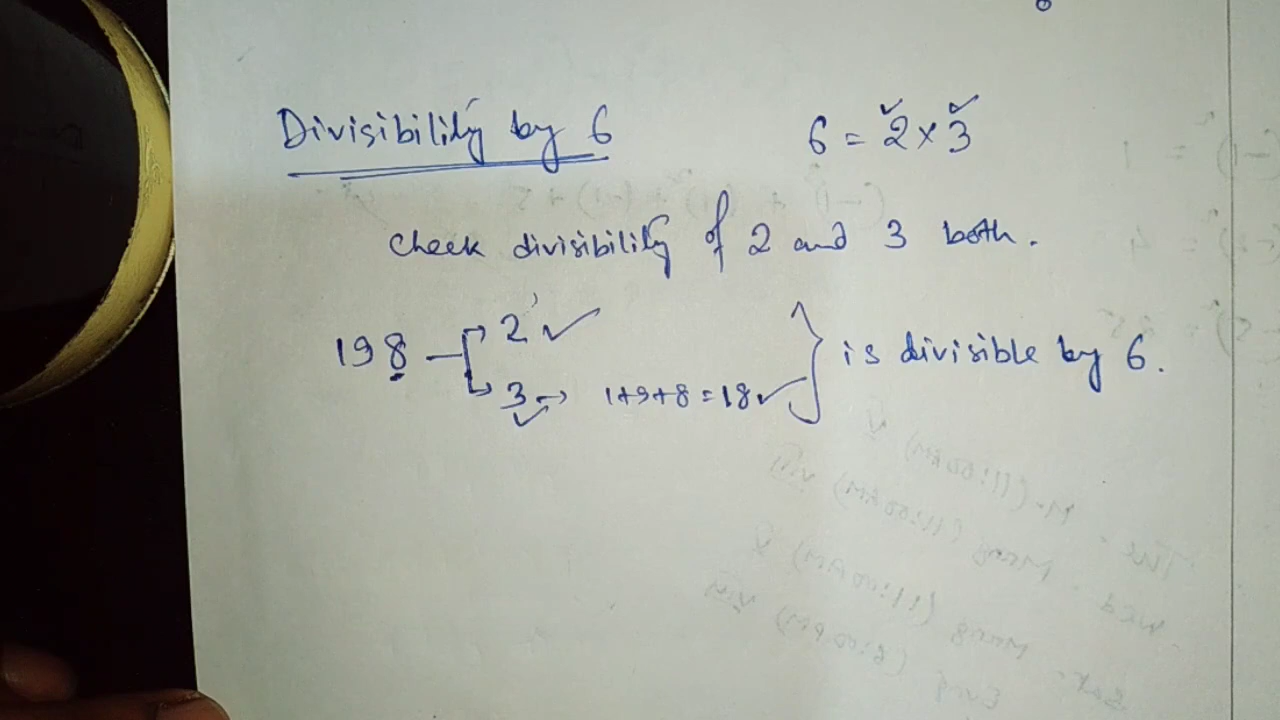 Divisibility by 6
6 = 2 × 3
check divisibility of 2 and 3 both.
198 → 2 ✓
→ 3 → 1+9+8 = 18 ✓ } is divisible by 6.